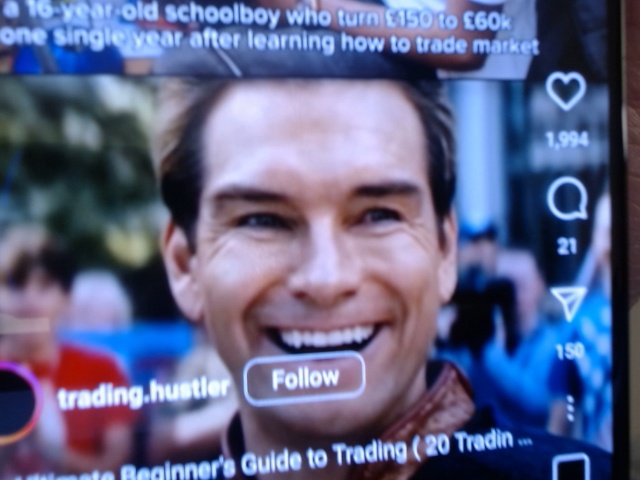 a 16-year-old schoolboy who turn £150 to £60k
one single year after learning how to trade market
1,994
21
150
trading.hustler
Follow
Ultimate Beginner's Guide to Trading ( 20 Tradin ...